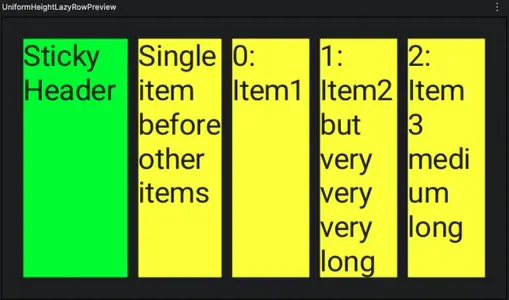 UniformHeightLazyRowPreview
Sticky
Header
Single
item
before
other
items
0:
Item1
1:
Item2
but
very
very
very
long
2:
Item
3
medi
um
long